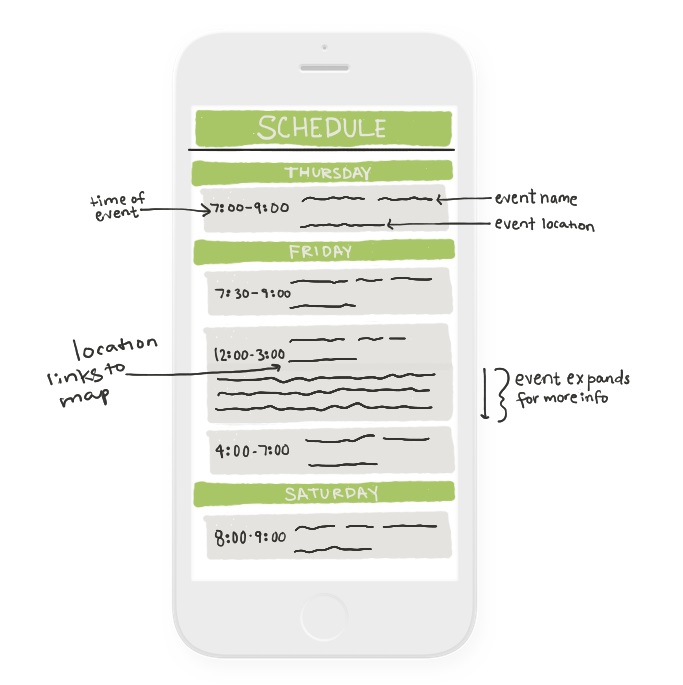 SCHEDULE
THURSDAY
time of
event
7:00-9:00
event name
event location
FRIDAY
7:30-9:00
location
links to
map
12:00-3:00
event expands
for more info
4:00-7:00
SATURDAY
8:00-9:00